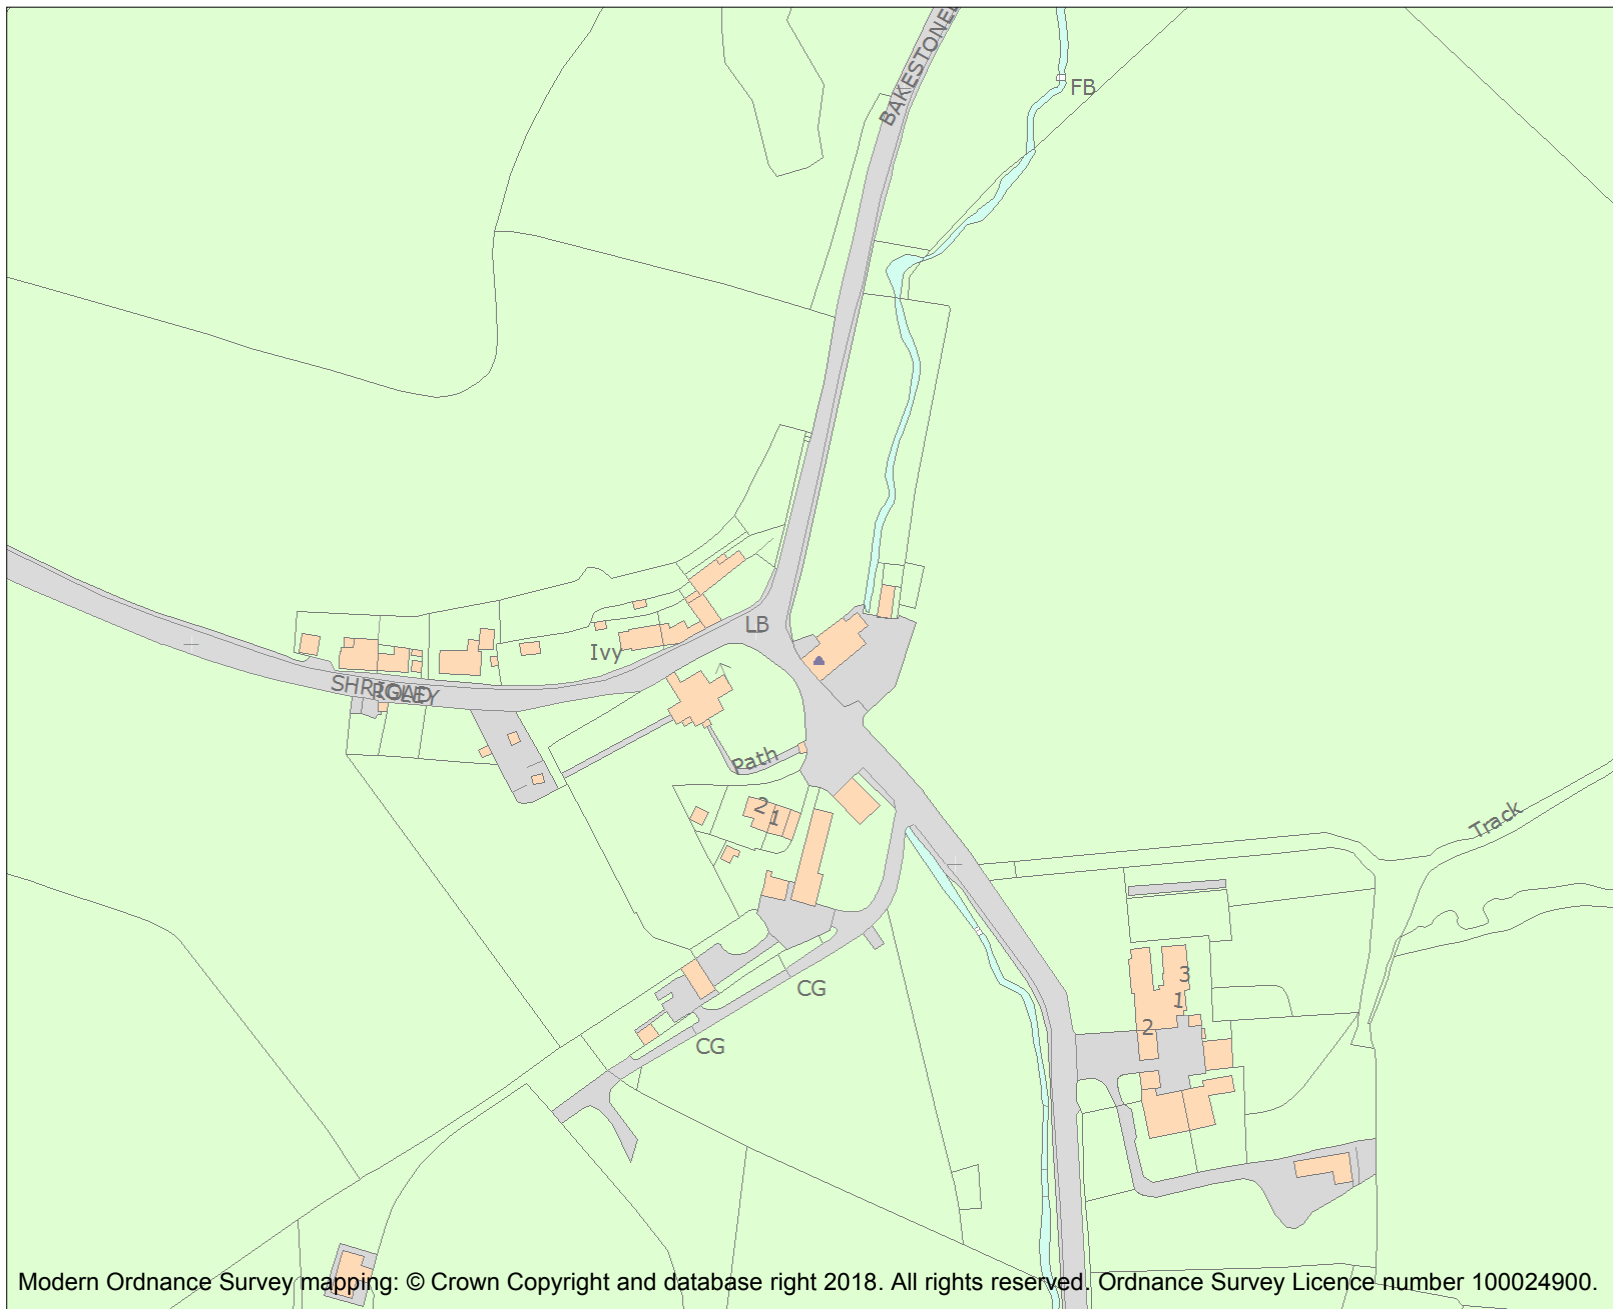 BAKESTONE
FB
LB
Ivy
SHRIGLEY
ROAD
Path
2
1
Track
3
1
2
CG
CG
Modern Ordnance Survey mapping: © Crown Copyright and database right 2018. All rights reserved. Ordnance Survey Licence number 100024900.